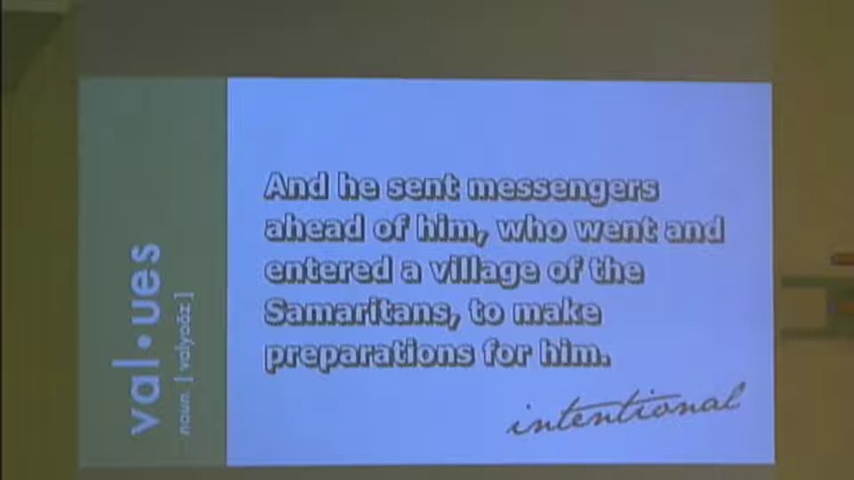 val•ues
noun. [ valyoōz ]
And he sent messengers
ahead of him, who went and
entered a village of the
Samaritans, to make
preparations for him.
intentional